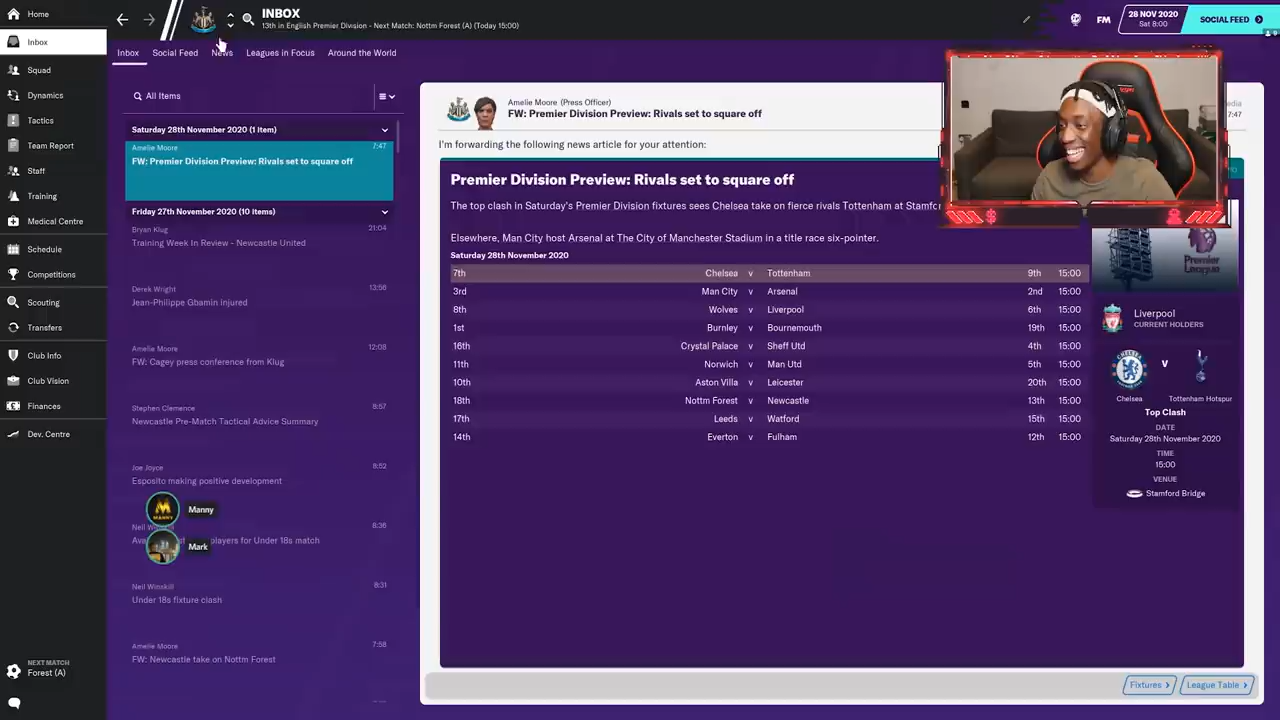 Home
Inbox
Squad
Dynamics
Tactics
Team Report
Staff
Training
Medical Centre
Schedule
Competitions
Scouting
Transfers
Club Info
Club Vision
Finances
Dev. Centre
NEXT MATCH
Forest (A)
INBOX
13th in English Premier Division - Next Match: Nottm Forest (A) (Today 15:00)
FM
28 NOV 2020
Sat 8:00
SOCIAL FEED
Inbox Social Feed News Leagues in Focus Around the World
All Items
Saturday 28th November 2020 (1 item)
Amelie Moore 7:47
FW: Premier Division Preview: Rivals set to square off
Friday 27th November 2020 (10 items)
Bryan Klug 21:04
Training Week In Review - Newcastle United
Derek Wright 13:56
Jean-Philippe Gbamin injured
Amelie Moore 12:08
FW: Cagey press conference from Klug
Stephen Clemence 8:57
Newcastle Pre-Match Tactical Advice Summary
Joe Joyce 8:52
Esposito making positive development
Manny
8:36
players for Under 18s match
Mark
Neil Winskill 8:31
Under 18s fixture clash
Amelie Moore 7:58
FW: Newcastle take on Nottm Forest
Amelie Moore (Press Officer)
FW: Premier Division Preview: Rivals set to square off
7:47
I'm forwarding the following news article for your attention:
Premier Division Preview: Rivals set to square off
The top clash in Saturday's Premier Division fixtures sees Chelsea take on fierce rivals Tottenham at
Elsewhere, Man City host Arsenal at The City of Manchester Stadium in a title race six-pointer.
Saturday 28th November 2020
7th Chelsea v Tottenham 9th 15:00
3rd Man City v Arsenal 2nd 15:00
8th Wolves v Liverpool 6th 15:00
1st Burnley v Bournemouth 19th 15:00
16th Crystal Palace v Sheff Utd 4th 15:00
11th Norwich v Man Utd 5th 15:00
10th Aston Villa v Leicester 20th 15:00
18th Nottm Forest v Newcastle 13th 15:00
17th Leeds v Watford 15th 15:00
14th Everton v Fulham 12th 15:00
Premier
League
Liverpool
CURRENT HOLDERS
V
Chelsea Tottenham Hotspur
Top Clash
DATE
Saturday 28th November 2020
TIME
15:00
VENUE
Stamford Bridge
Fixtures
League Table